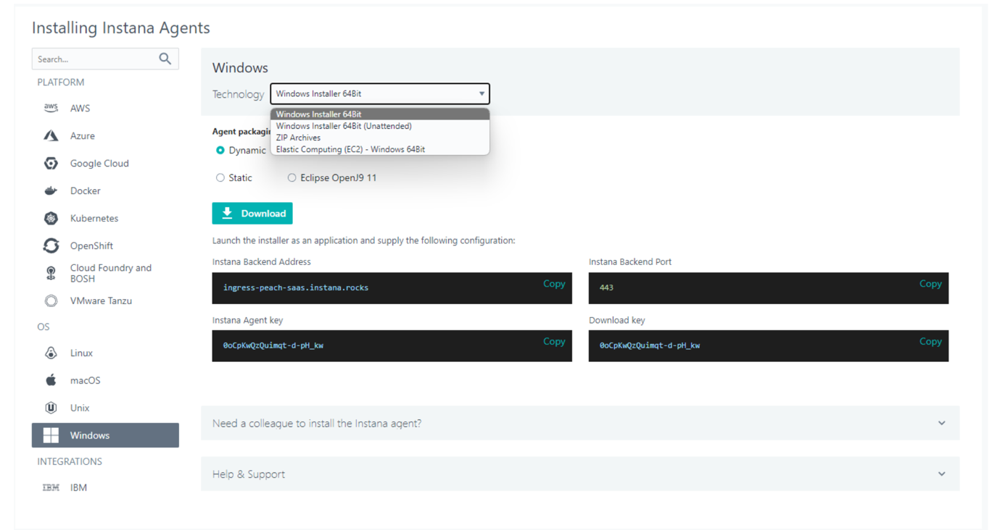 Installing Instana Agents
Search...
PLATFORM
aws AWS
Azure
Google Cloud
Docker
Kubernetes
OpenShift
Cloud Foundry and
BOSH
VMware Tanzu
OS
Linux
macOS
Unix
Windows
INTEGRATIONS
IBM IBM
Windows
Technology Windows Installer 64Bit
Windows Installer 64Bit
Windows Installer 64Bit (Unattended)
ZIP Archives
Elastic Computing (EC2) - Windows 64Bit
Agent packagin
Dynamic
Static Eclipse OpenJ9 11
Download
Launch the installer as an application and supply the following configuration:
Instana Backend Address
ingress-peach-saas.instana.rocks Copy
Instana Backend Port
443 Copy
Instana Agent key
0oCpKwQzQuimqt-d-pH_kw Copy
Download key
0oCpKwQzQuimqt-d-pH_kw Copy
Need a colleague to install the Instana agent?
Help & Support